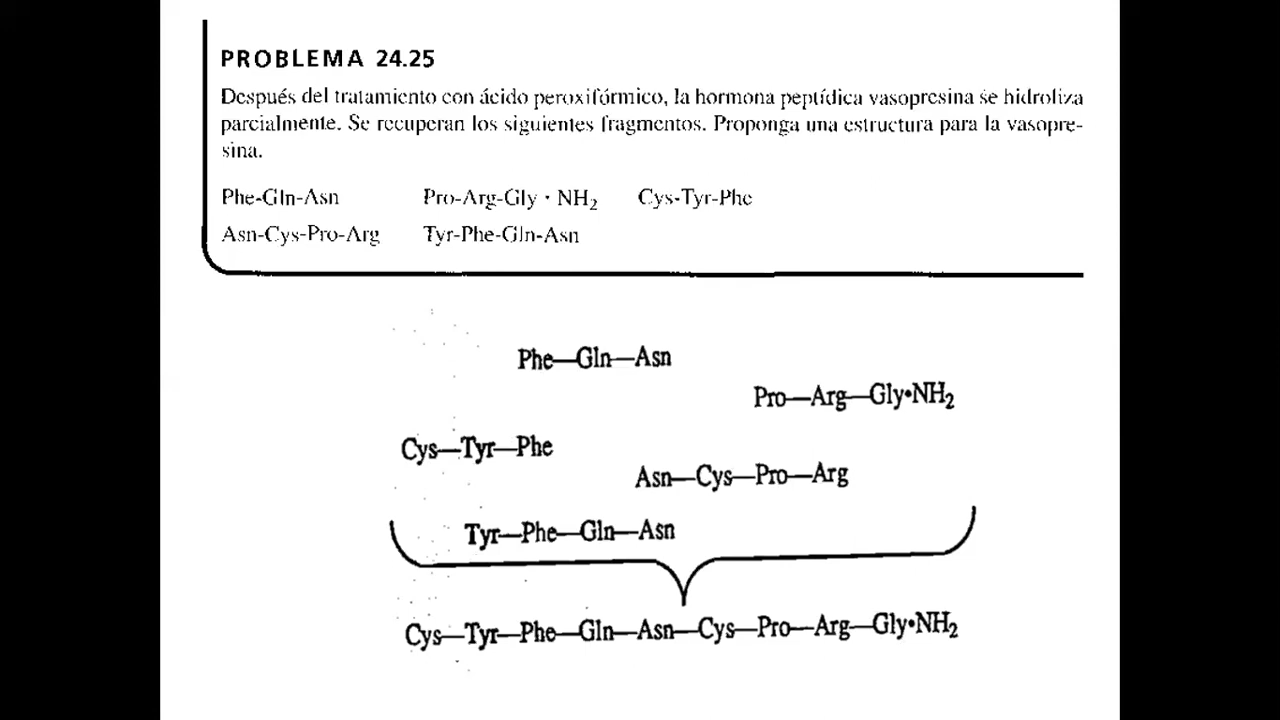 PROBLEMA 24.25
Después del tratamiento con ácido peroxifórmico, la hormona peptídica vasopresina se hidroliza
parcialmente. Se recuperan los siguientes fragmentos. Proponga una estructura para la vasopre-
sina.
Phe-Gln-Asn Pro-Arg-Gly · NH₂ Cys-Tyr-Phe
Asn-Cys-Pro-Arg Tyr-Phe-Gln-Asn
Phe—Gln—Asn
Pro—Arg—Gly•NH₂
Cys—Tyr—Phe
Asn—Cys—Pro—Arg
Tyr—Phe—Gln—Asn
Cys—Tyr—Phe—Gln—Asn—Cys—Pro—Arg—Gly•NH₂